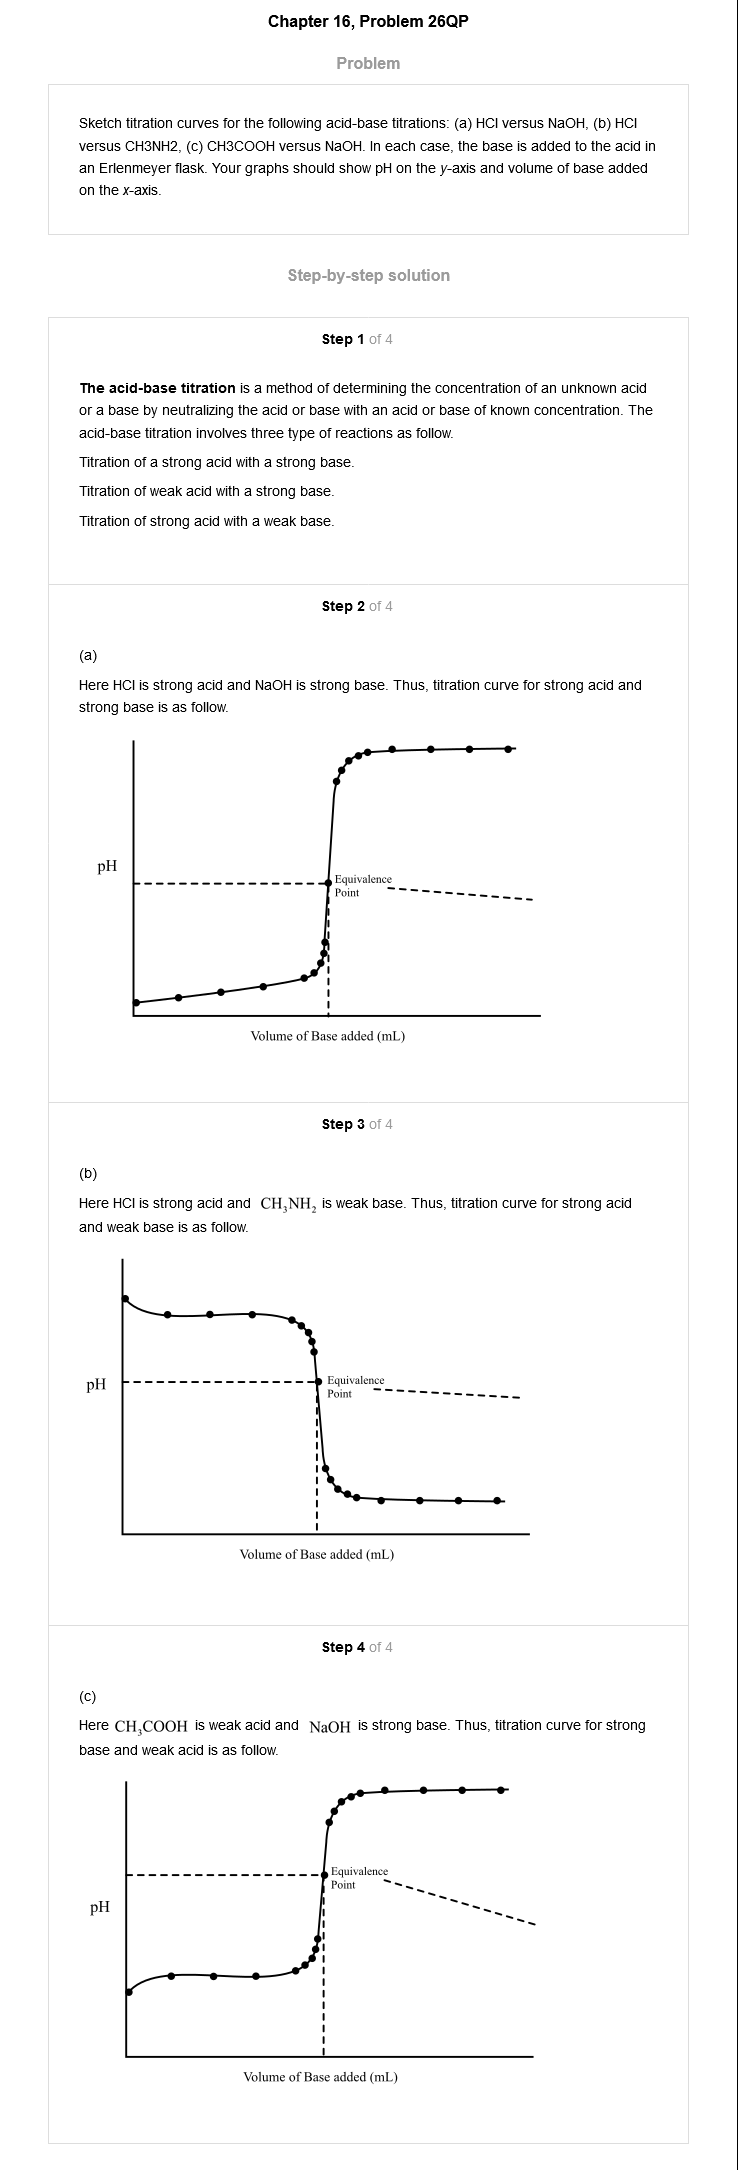 Chapter 16, Problem 26QP
Problem
Sketch titration curves for the following acid-base titrations: (a) HCl versus NaOH, (b) HCl
versus CH3NH2, (c) CH3COOH versus NaOH. In each case, the base is added to the acid in
an Erlenmeyer flask. Your graphs should show pH on the y-axis and volume of base added
on the x-axis.
Step-by-step solution
Step 1 of 4
The acid-base titration is a method of determining the concentration of an unknown acid
or a base by neutralizing the acid or base with an acid or base of known concentration. The
acid-base titration involves three type of reactions as follow.
Titration of a strong acid with a strong base.
Titration of weak acid with a strong base.
Titration of strong acid with a weak base.
Step 2 of 4
(a)
Here HCl is strong acid and NaOH is strong base. Thus, titration curve for strong acid and
strong base is as follow.
pH
Equivalence
Point
Volume of Base added (mL)
Step 3 of 4
(b)
Here HCl is strong acid and CH₃NH₂ is weak base. Thus, titration curve for strong acid
and weak base is as follow.
pH
Equivalence
Point
Volume of Base added (mL)
Step 4 of 4
(c)
Here CH₃COOH is weak acid and NaOH is strong base. Thus, titration curve for strong
base and weak acid is as follow.
pH
Equivalence
Point
Volume of Base added (mL)